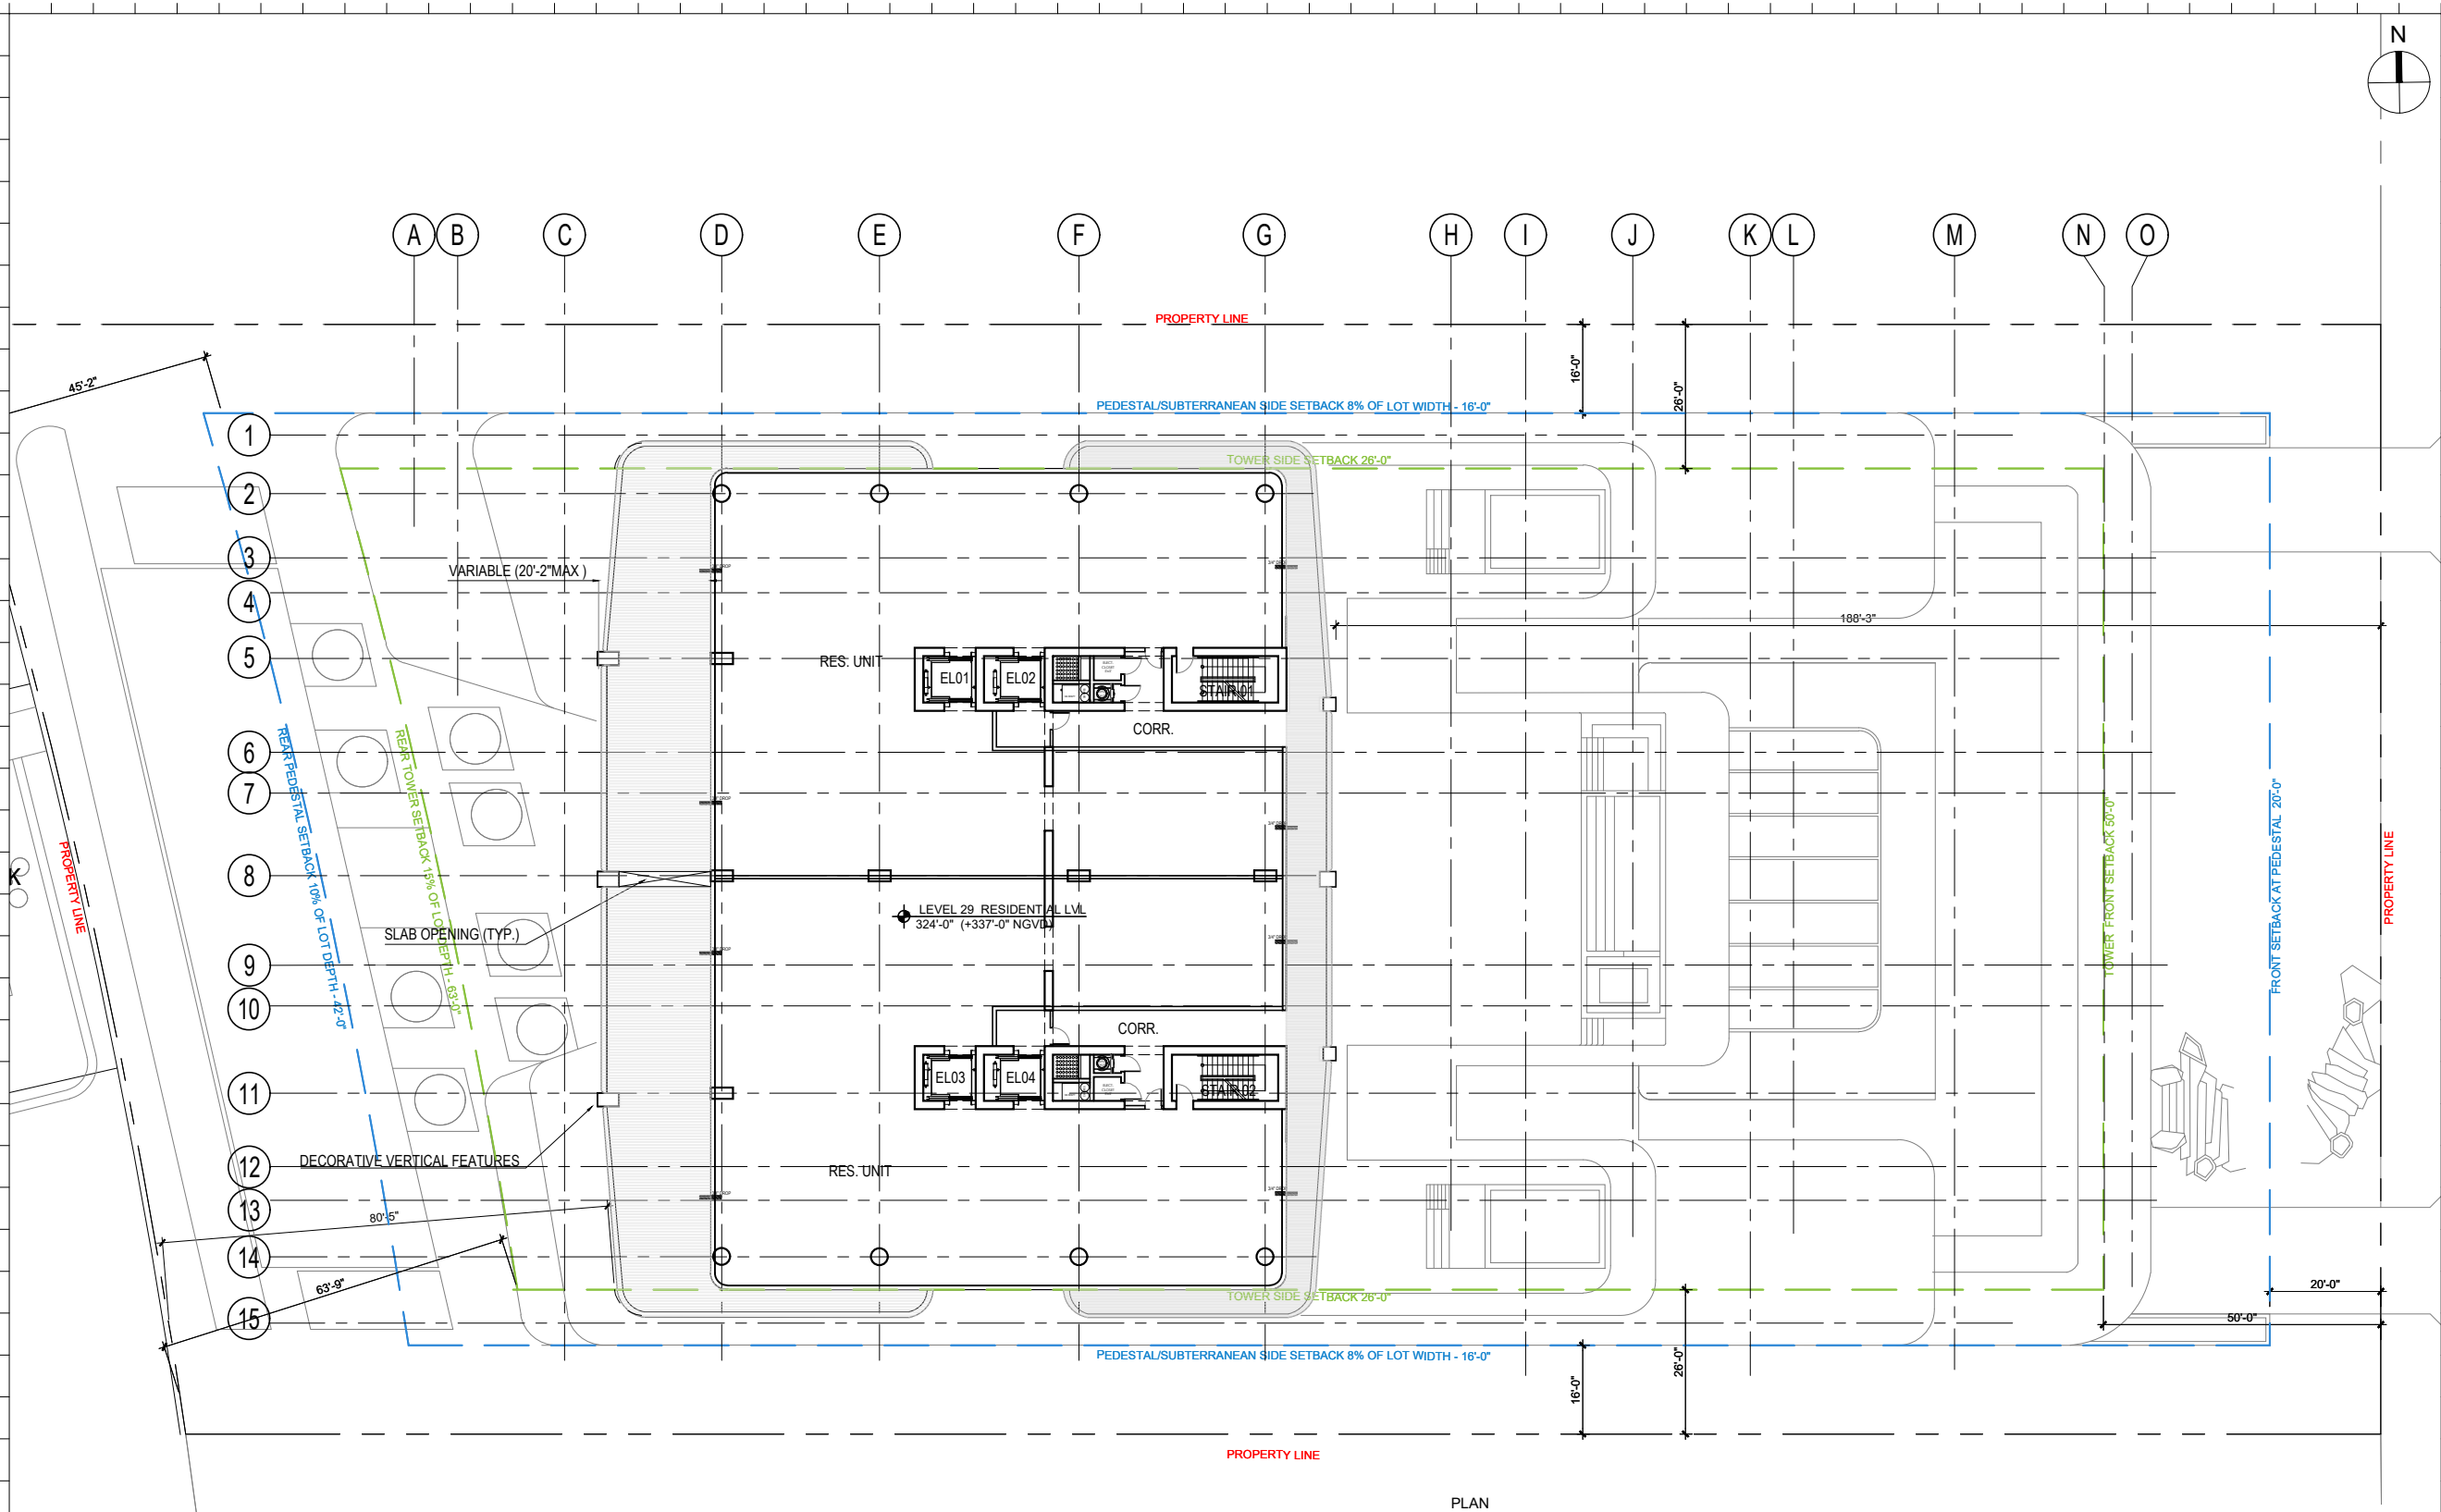 N
A B C D E F G H I J K L M N O
PROPERTY LINE
16'-0"
26'-0"
45'-2"
PEDESTAL/SUBTERRANEAN SIDE SETBACK 8% OF LOT WIDTH - 16'-0"
1
TOWER SIDE SETBACK 26'-0"
2
3
VARIABLE (20'-2"MAX )
4
188'-3"
5
RES. UNIT
EL01
EL02
STAIR 01
CORR.
6
7
REAR PEDESTAL SETBACK 10% OF LOT DEPTH - 42'-0"
REAR TOWER SETBACK 15% OF LOT DEPTH - 63'-0"
PROPERTY LINE
K
8
TOWER FRONT SETBACK 50'-0"
FRONT SETBACK AT PEDESTAL 20'-0"
PROPERTY LINE
LEVEL 29 RESIDENTIAL LVL
324'-0" (+337'-0" NGVD)
SLAB OPENING (TYP.)
9
10
CORR.
EL03
EL04
STAIR 02
11
12
DECORATIVE VERTICAL FEATURES
RES. UNIT
13
80'-5"
14
63'-9"
20'-0"
TOWER SIDE SETBACK 26'-0"
50'-0"
15
PEDESTAL/SUBTERRANEAN SIDE SETBACK 8% OF LOT WIDTH - 16'-0"
16'-0"
26'-0"
PROPERTY LINE
PLAN